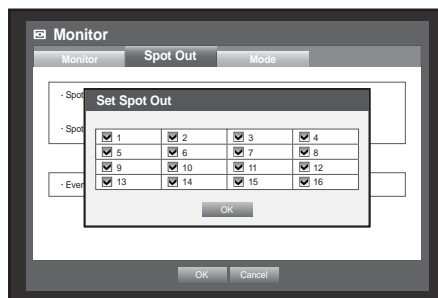 Monitor
Monitor Spot Out Mode
· Spot
Set Spot Out
· Spot
1 2 3 4
5 6 7 8
9 10 11 12
13 14 15 16
· Even
OK
OK Cancel